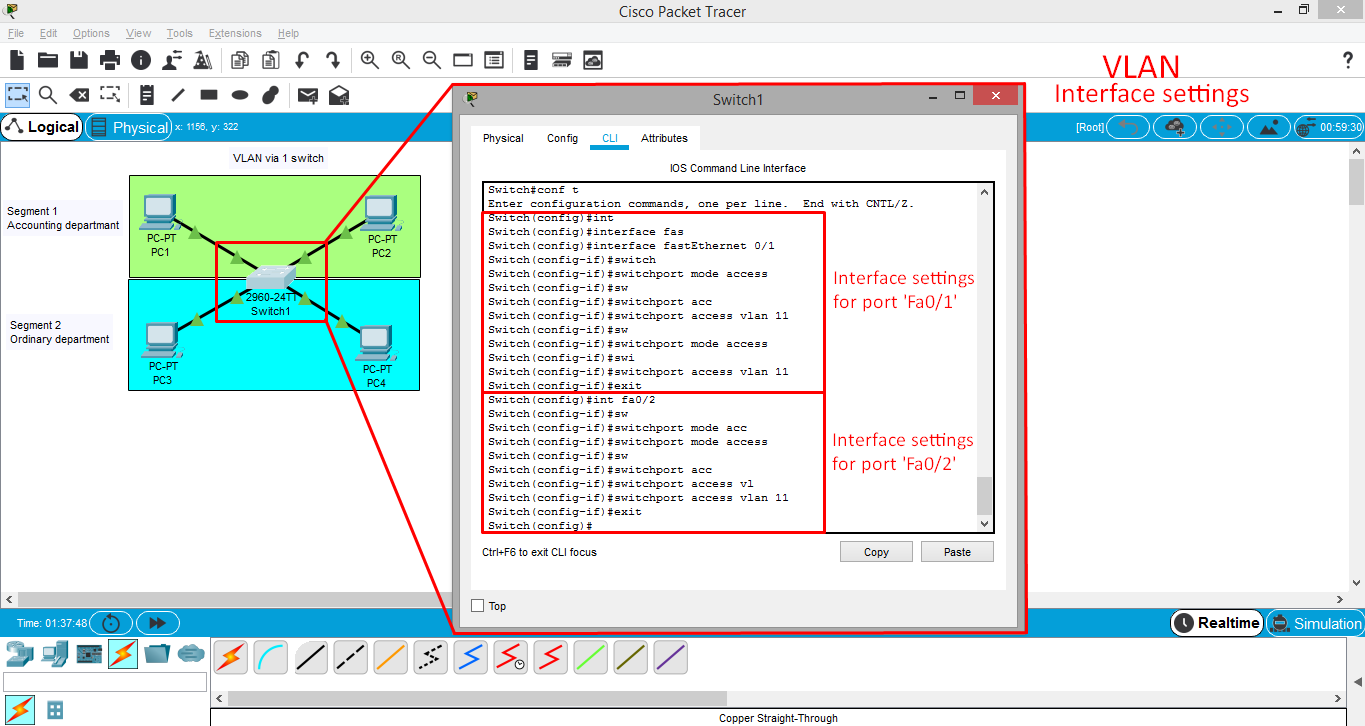 Cisco Packet Tracer
File Edit Options View Tools Extensions Help
VLAN
Interface settings
Logical Physical x: 1156, y: 322
[Root] 00:59:30
VLAN via 1 switch
Segment 1
Accounting departmant
PC-PT
PC1
PC-PT
PC2
2960-24TT
Switch1
Segment 2
Ordinary department
PC-PT
PC3
PC-PT
PC4
Switch1
Physical Config CLI Attributes
IOS Command Line Interface
Switch#conf t
Enter configuration commands, one per line. End with CNTL/Z.
Switch(config)#int
Switch(config)#interface fas
Switch(config)#interface fastEthernet 0/1
Switch(config-if)#switch
Switch(config-if)#switchport mode access
Switch(config-if)#sw
Switch(config-if)#switchport acc
Switch(config-if)#switchport access vlan 11
Switch(config-if)#sw
Switch(config-if)#switchport mode access
Switch(config-if)#swi
Switch(config-if)#switchport access vlan 11
Switch(config-if)#exit
Switch(config)#int fa0/2
Switch(config-if)#sw
Switch(config-if)#switchport mode acc
Switch(config-if)#switchport mode access
Switch(config-if)#sw
Switch(config-if)#switchport acc
Switch(config-if)#switchport access vl
Switch(config-if)#switchport access vlan 11
Switch(config-if)#exit
Switch(config)#
Interface settings
for port 'Fa0/1'
Interface settings
for port 'Fa0/2'
Ctrl+F6 to exit CLI focus
Copy Paste
Top
Time: 01:37:48
Realtime Simulation
Copper Straight-Through